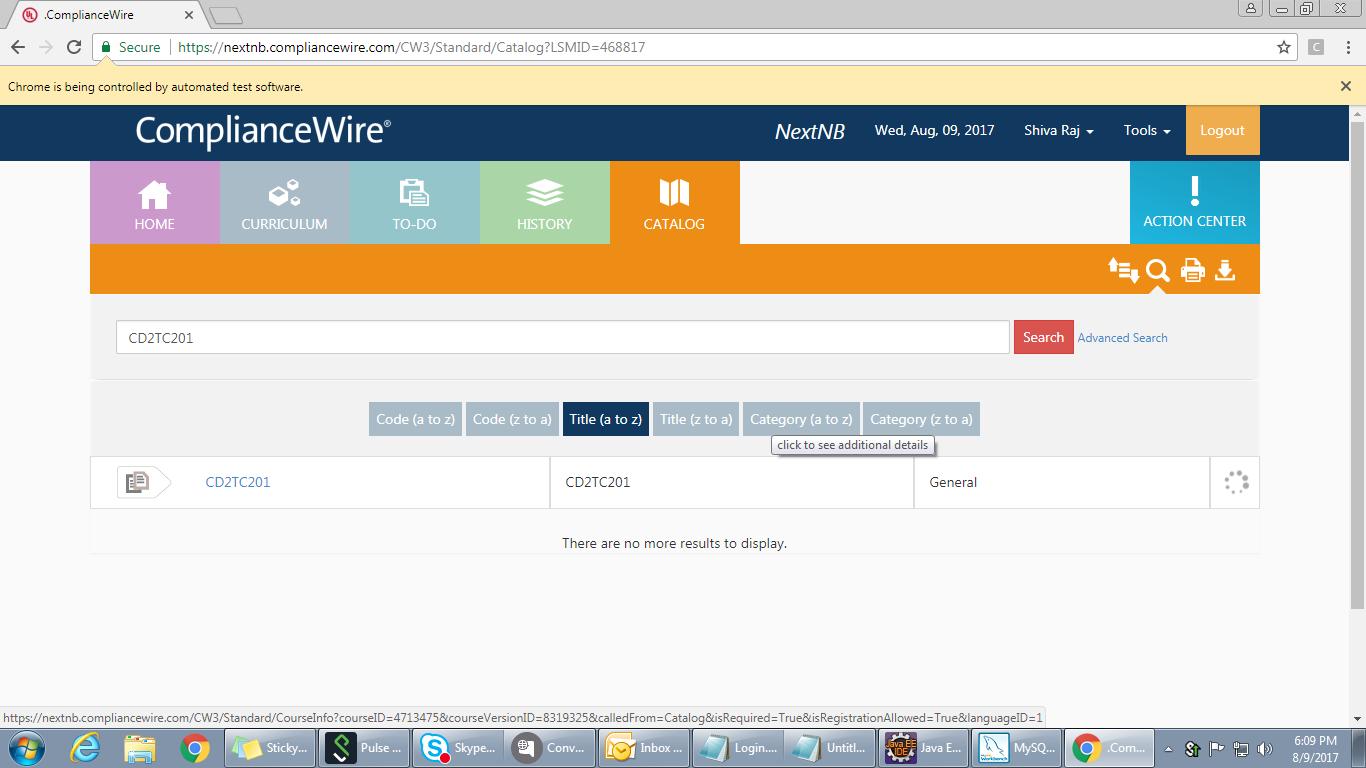 .ComplianceWire
Secure https://nextnb.compliancewire.com/CW3/Standard/Catalog?LSMID=468817
C
Chrome is being controlled by automated test software.
ComplianceWire®
NextNB Wed, Aug, 09, 2017 Shiva Raj Tools Logout
HOME CURRICULUM TO-DO HISTORY CATALOG ACTION CENTER
CD2TC201 Search Advanced Search
Code (a to z) Code (z to a) Title (a to z) Title (z to a) Category (a to z) Category (z to a)
click to see additional details
CD2TC201 CD2TC201 General
There are no more results to display.
https://nextnb.compliancewire.com/CW3/Standard/CourseInfo?courseID=4713475&courseVersionID=8319325&calledFrom=Catalog&isRequired=True&isRegistrationAllowed=True&languageID=1
Sticky... Pulse ... Skype... Conv... Inbox ... Login.... Untitl... Java E... MySQ... .Com... 6:09 PM
8/9/2017